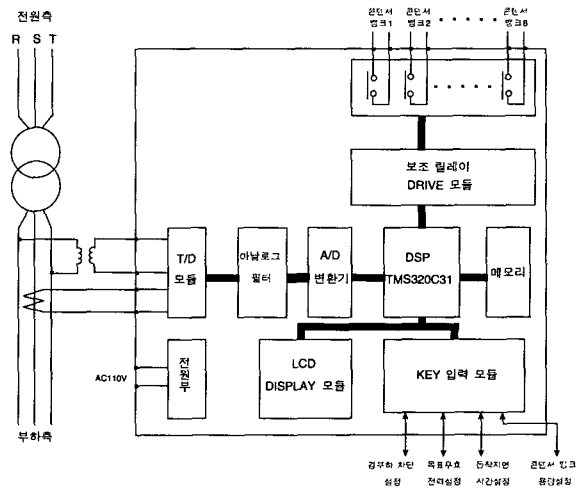 전원측
R S T
콘덴서 뱅크1
콘덴서 뱅크2
콘덴서 뱅크8
보조 릴레이
DRIVE 모듈
T/D
모듈
아날로그
필터
A/D
변환기
DSP
TMS320C31
메모리
AC110V
전원부
LCD
DISPLAY 모듈
KEY 입력 모듈
부하측
경부하 차단
설정
목표무효
전력설정
동작지연
시간설정
콘덴서 뱅크
용량설정